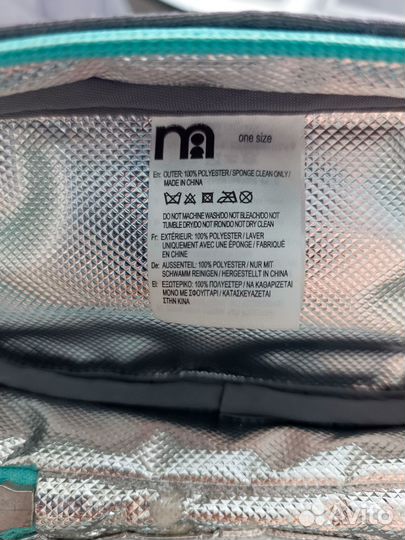 m
one size
En: OUTER: 100% POLYESTER / SPONGE CLEAN ONLY /
MADE IN CHINA
DO NOT MACHINE WASH/DO NOT BLEACH/DO NOT
TUMBLE DRY/DO NOT IRON/DO NOT DRY CLEAN
Fr: EXTÉRIEUR: 100% POLYESTER / LAVER
UNIQUEMENT AVEC UNE ÉPONGE / FABRIQUÉ
EN CHINE
De: AUSSENTEIL: 100% POLYESTER / NUR MIT
SCHWAMM REINIGEN / HERGESTELLT IN CHINA
El: ΕΞΩΤΕΡΙΚΟ: 100% ΠΟΛΥΕΣΤΕΡ / ΝΑ ΚΑΘΑΡΙΖΕΤΑΙ
ΜΟΝΟ ΜΕ ΣΦΟΥΓΓΑΡΙ / ΚΑΤΑΣΚΕΥΑΖΕΤΑΙ
ΣΤΗΝ ΚΙΝΑ
Avito